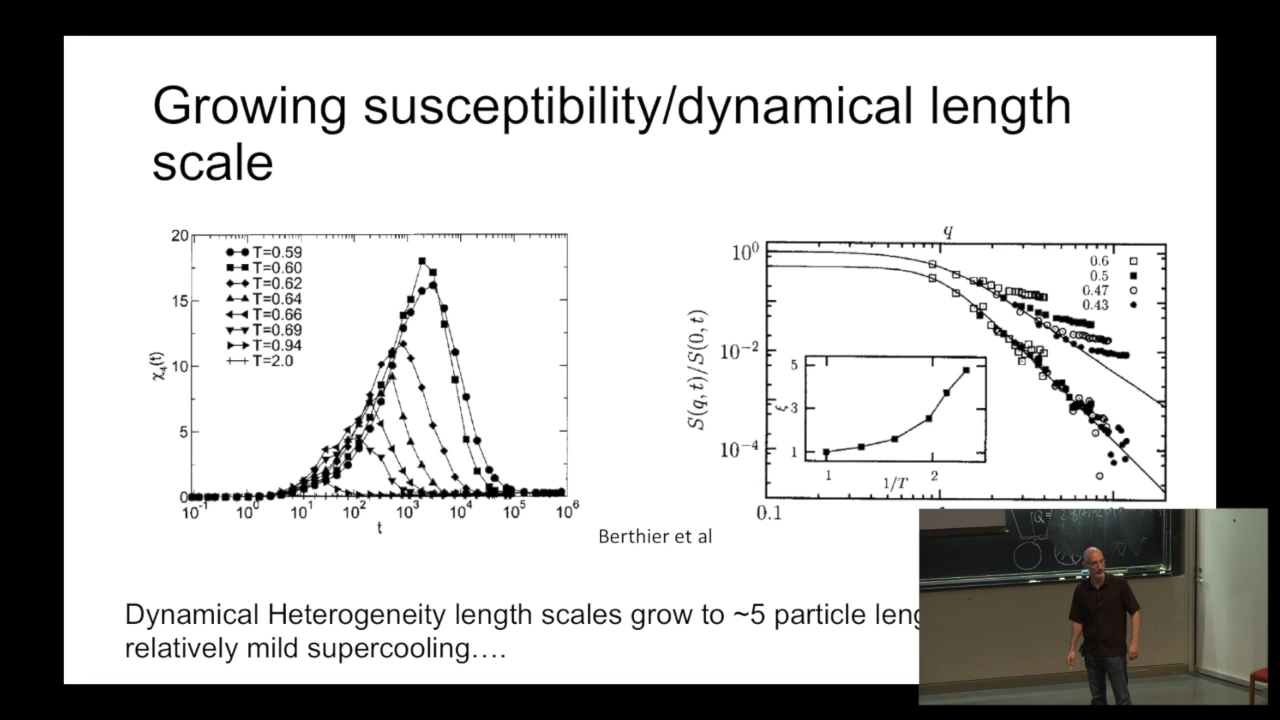 Growing susceptibility/dynamical length
scale
20
15
10
5
0
χ₄(t)
T=0.59
T=0.60
T=0.62
T=0.64
T=0.66
T=0.69
T=0.94
T=2.0
10⁻¹ 10⁰ 10¹ 10² 10³ 10⁴ 10⁵ 10⁶
t
q
10⁰
10⁻²
10⁻⁴
S(q, t)/S(0, t)
0.6
0.5
0.47
0.43
5
3
1
ξ
1 2
1/T
0.1
Berthier et al
Dynamical Heterogeneity length scales grow to ~5 particle
relatively mild supercooling….